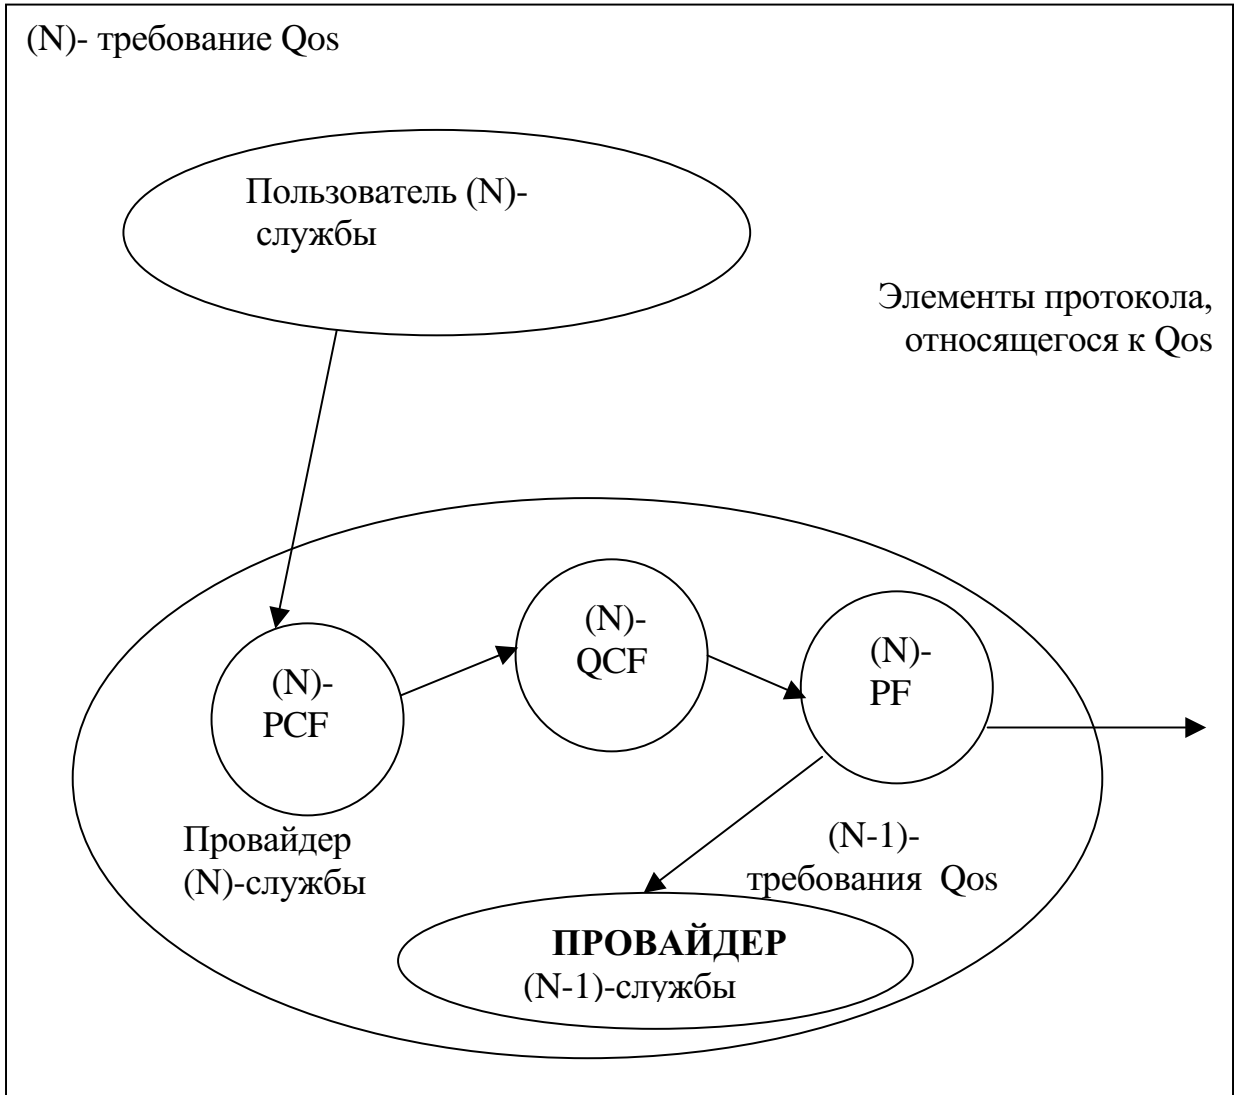 (N)- требование Qos
Пользователь (N)-
службы
Элементы протокола,
относящегося к Qos
(N)-
PCF
(N)-
QCF
(N)-
PF
Провайдер
(N)-службы
(N-1)-
требования Qos
ПРОВАЙДЕР
(N-1)-службы